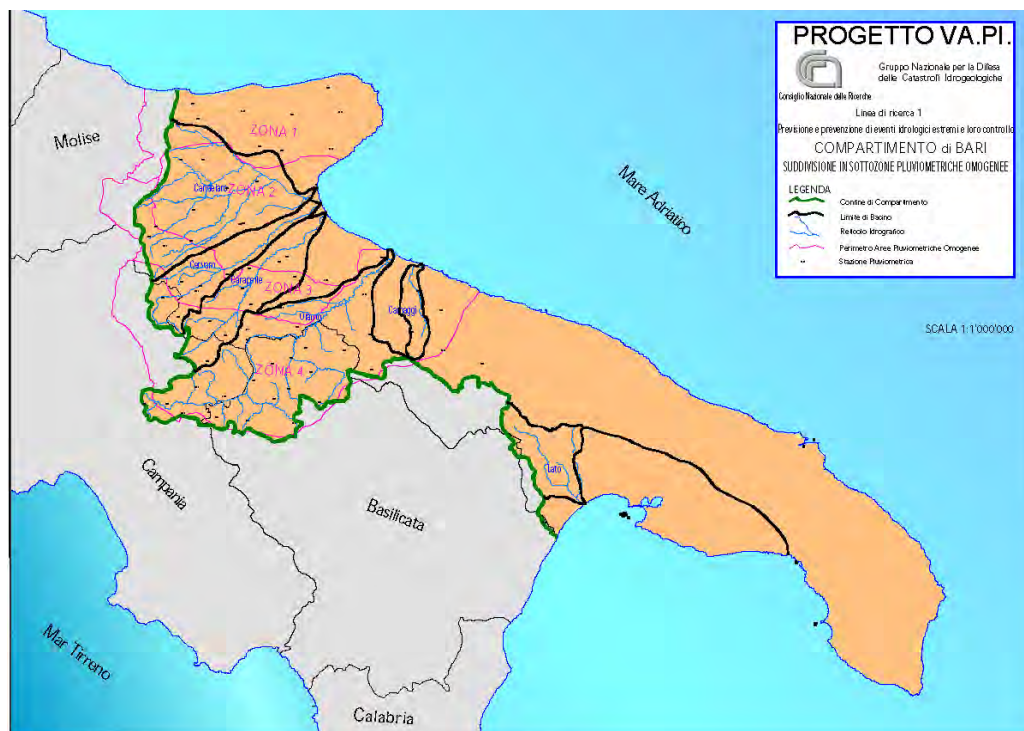 PROGETTO VA.PI.
Gruppo Nazionale per la Difesa
delle Catastrofi Idrogeologiche
Consiglio Nazionale delle Ricerche
Linea di ricerca 1
Previsione e prevenzione di eventi idrologici estremi e loro controllo
COMPARTIMENTO di BARI
SUDDIVISIONE IN SOTTOZONE PLUVIOMETRICHE OMOGENEE
LEGENDA
Confine di Compartimento
Limite di Bacino
Reticolo Idrografico
Perimetro Aree Pluviometriche Omogenee
Stazione Pluviometrica
SCALA 1:1'000'000
Molise
ZONA 1
Mare Adriatico
Candelaro
ZONA 2
Cervaro
Carapelle
ZONA 3
Ofanto
ZONA 4
Campania
Basilicata
Lato
Mar Tirreno
Calabria